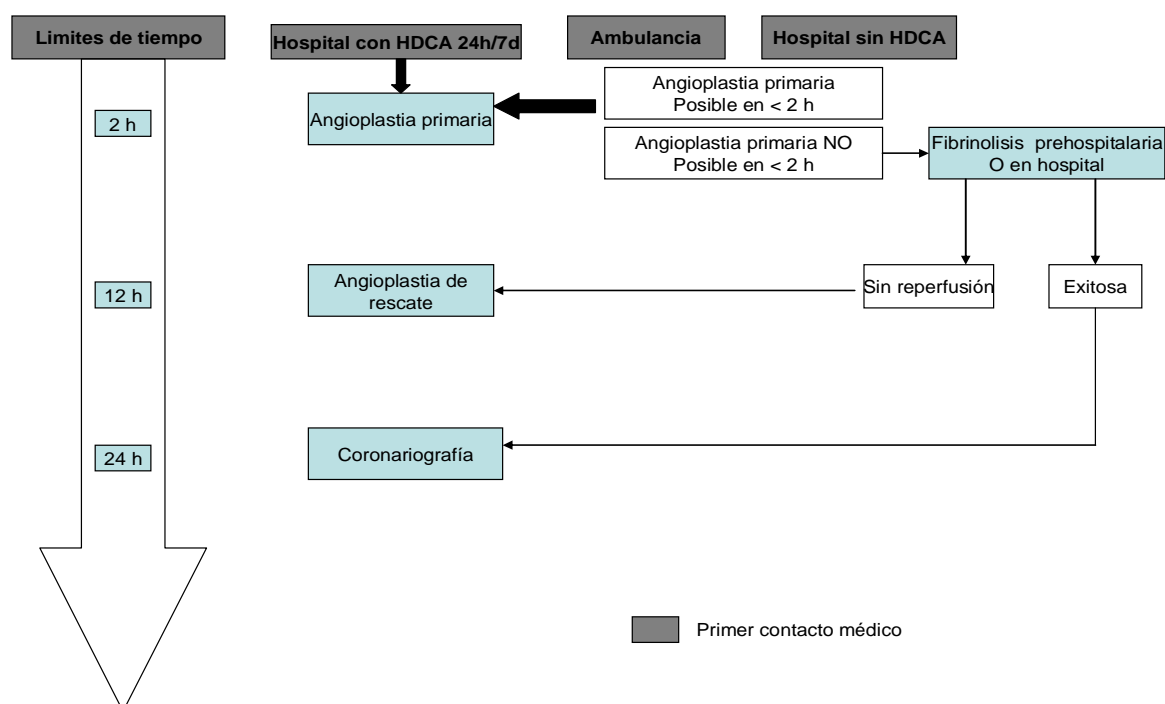 Limites de tiempo
Hospital con HDCA 24h/7d
Ambulancia
Hospital sin HDCA
Angioplastia primaria
Angioplastia primaria
Posible en < 2 h
2 h
Angioplastia primaria NO
Posible en < 2 h
Fibrinolisis prehospitalaria
O en hospital
12 h
Angioplastia de
rescate
Sin reperfusión
Exitosa
24 h
Coronariografía
Primer contacto médico